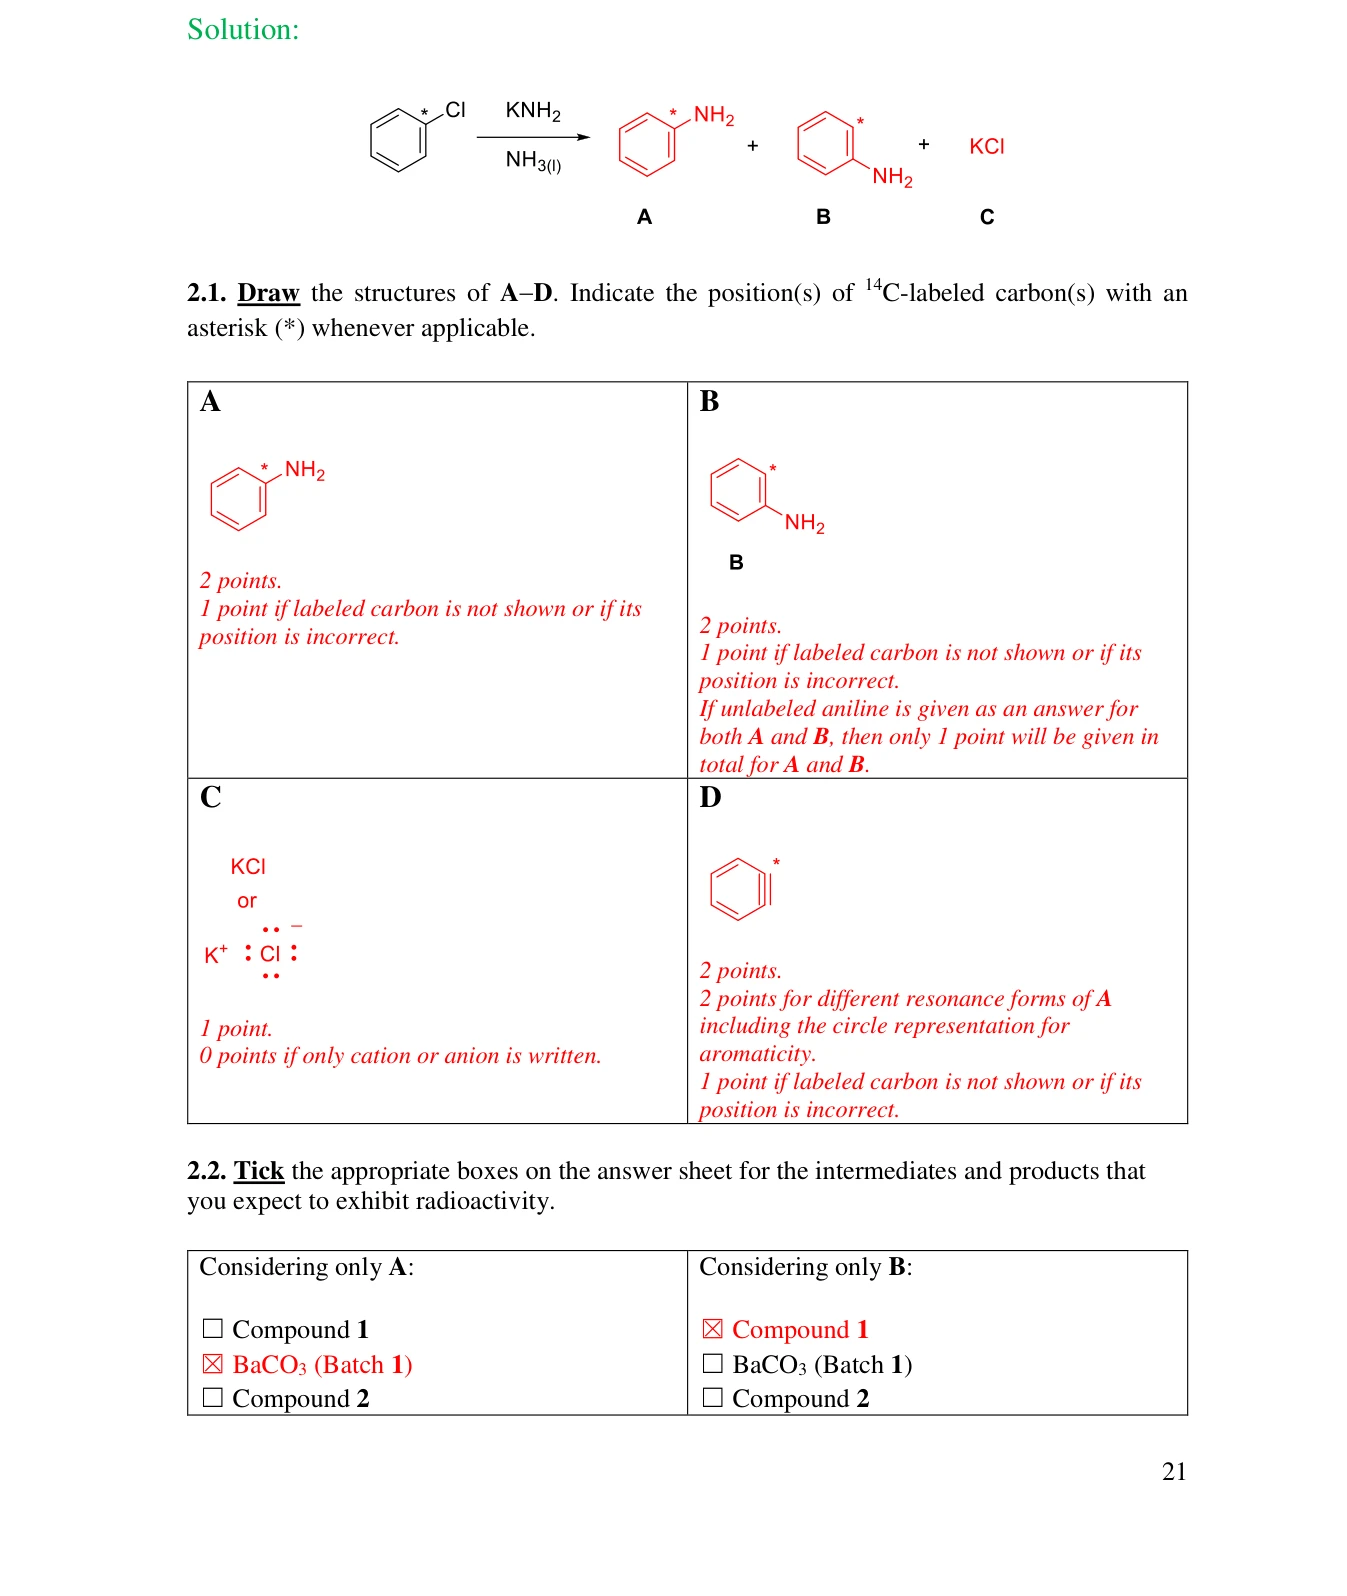 Solution:
* Cl KNH2 NH3(l) * NH2 + * NH2 + KCl
A B C
2.1. Draw the structures of A–D. Indicate the position(s) of 14C-labeled carbon(s) with an
asterisk (*) whenever applicable.
A
* NH2
2 points.
1 point if labeled carbon is not shown or if its
position is incorrect.
B
* NH2
B
2 points.
1 point if labeled carbon is not shown or if its
position is incorrect.
If unlabeled aniline is given as an answer for
both A and B, then only 1 point will be given in
total for A and B.
C
KCl
or
K+ :Cl: –
1 point.
0 points if only cation or anion is written.
D
*
2 points.
2 points for different resonance forms of A
including the circle representation for
aromaticity.
1 point if labeled carbon is not shown or if its
position is incorrect.
2.2. Tick the appropriate boxes on the answer sheet for the intermediates and products that
you expect to exhibit radioactivity.
Considering only A:
☐ Compound 1
☒ BaCO3 (Batch 1)
☐ Compound 2
Considering only B:
☒ Compound 1
☐ BaCO3 (Batch 1)
☐ Compound 2
21